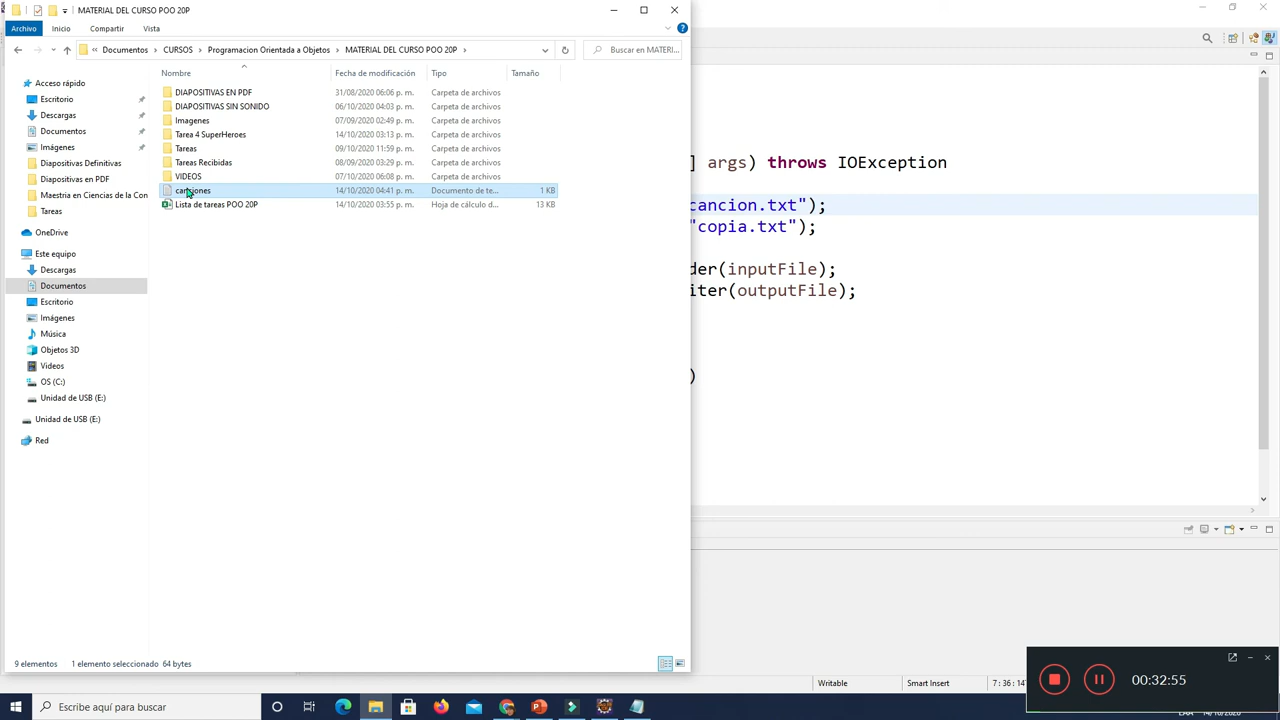 MATERIAL DEL CURSO POO 20P
Archivo Inicio Compartir Vista
Documentos CURSOS Programacion Orientada a Objetos MATERIAL DEL CURSO POO 20P
Buscar en MATERI...
Nombre Fecha de modificación Tipo Tamaño
Acceso rápido
Escritorio
Descargas
Documentos
Imágenes
Diapositivas Definitivas
Diapositivas en PDF
Maestria en Ciencias de la Con
Tareas
OneDrive
Este equipo
Descargas
Documentos
Escritorio
Imágenes
Música
Objetos 3D
Videos
OS (C:)
Unidad de USB (E:)
Unidad de USB (E:)
Red
DIAPOSITIVAS EN PDF 31/08/2020 06:06 p. m. Carpeta de archivos
DIAPOSITIVAS SIN SONIDO 06/10/2020 04:03 p. m. Carpeta de archivos
Imagenes 07/09/2020 02:49 p. m. Carpeta de archivos
Tarea 4 SuperHeroes 14/10/2020 03:13 p. m. Carpeta de archivos
Tareas 09/10/2020 11:59 p. m. Carpeta de archivos
Tareas Recibidas 08/09/2020 03:29 p. m. Carpeta de archivos
VIDEOS 07/10/2020 06:08 p. m. Carpeta de archivos
canciones 14/10/2020 04:41 p. m. Documento de te... 1 KB
Lista de tareas POO 20P 14/10/2020 03:55 p. m. Hoja de cálculo d... 13 KB
9 elementos 1 elemento seleccionado 64 bytes
] args) throws IOException
cancion.txt");
"copia.txt");
der(inputFile);
iter(outputFile);
)
Writable Smart Insert 7 : 36 : 14
00:32:55
Escribe aquí para buscar